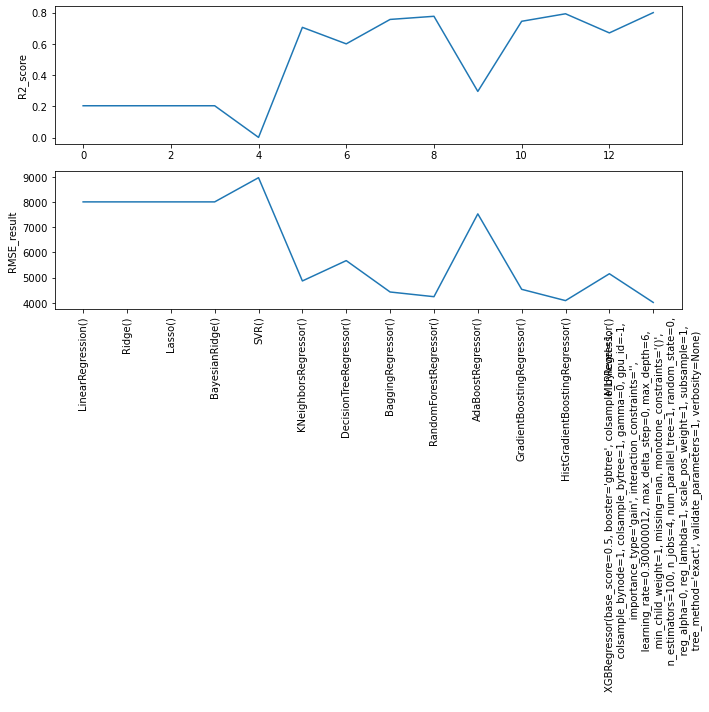 R2_score
0.8
0.6
0.4
0.2
0.0
0 2 4 6 8 10 12
RMSE_result
9000
8000
7000
6000
5000
4000
LinearRegression()
Ridge()
Lasso()
BayesianRidge()
SVR()
KNeighborsRegressor()
DecisionTreeRegressor()
BaggingRegressor()
RandomForestRegressor()
AdaBoostRegressor()
GradientBoostingRegressor()
HistGradientBoostingRegressor()
XGBRegressor(base_score=0.5, booster='gbtree',
colsample_bynode=1, colsample_bytree=1, gamma=0, gpu_id=-1,
importance_type='gain', interaction_constraints='',
learning_rate=0.300000012, max_delta_step=0, max_depth=6,
min_child_weight=1, missing=nan, monotone_constraints='()',
n_estimators=100, n_jobs=4, num_parallel_tree=1, random_state=0,
reg_alpha=0, reg_lambda=1, scale_pos_weight=1, subsample=1,
tree_method='exact', validate_parameters=1, verbosity=None)